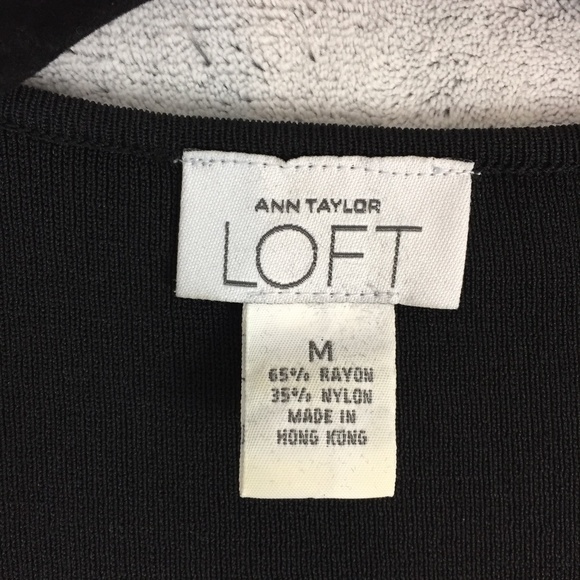 ANN TAYLOR
LOFT
M
65% RAYON
35% NYLON
MADE IN
HONG KONG